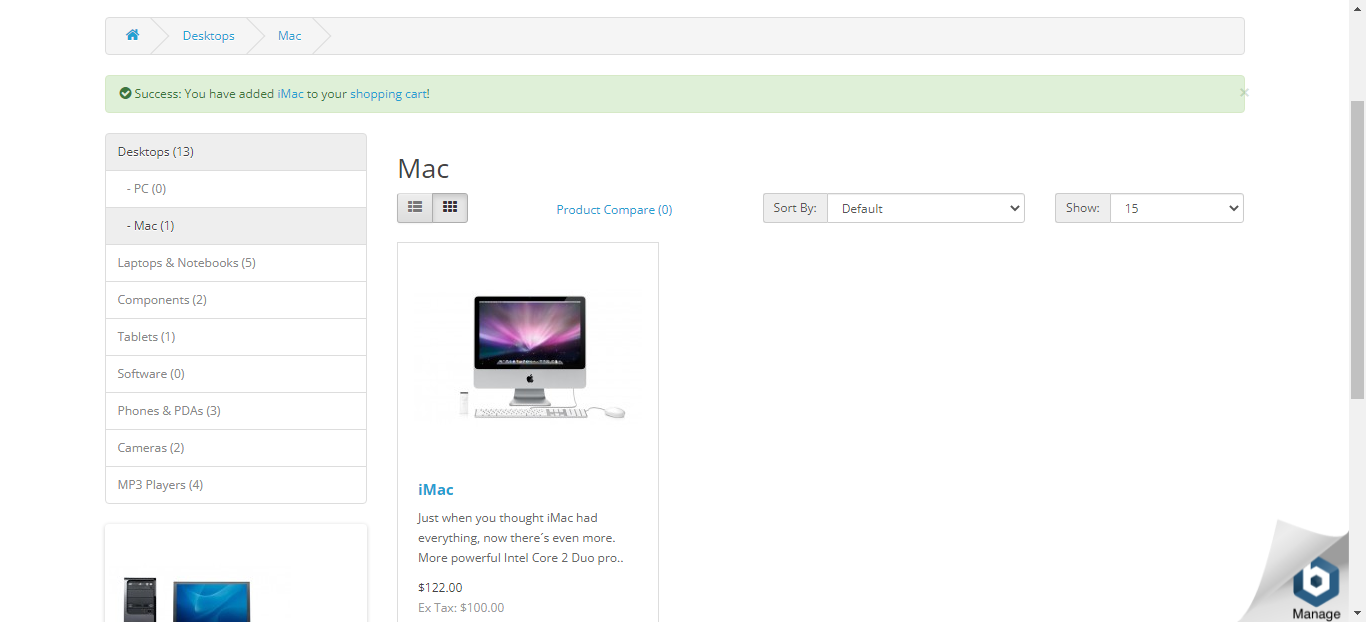 Desktops
Mac
Success: You have added iMac to your shopping cart!
×
Desktops (13)
- PC (0)
- Mac (1)
Laptops & Notebooks (5)
Components (2)
Tablets (1)
Software (0)
Phones & PDAs (3)
Cameras (2)
MP3 Players (4)
Mac
Product Compare (0)
Sort By: Default
Show: 15
iMac
Just when you thought iMac had
everything, now there´s even more.
More powerful Intel Core 2 Duo pro..
$122.00
Ex Tax: $100.00
b
Manage